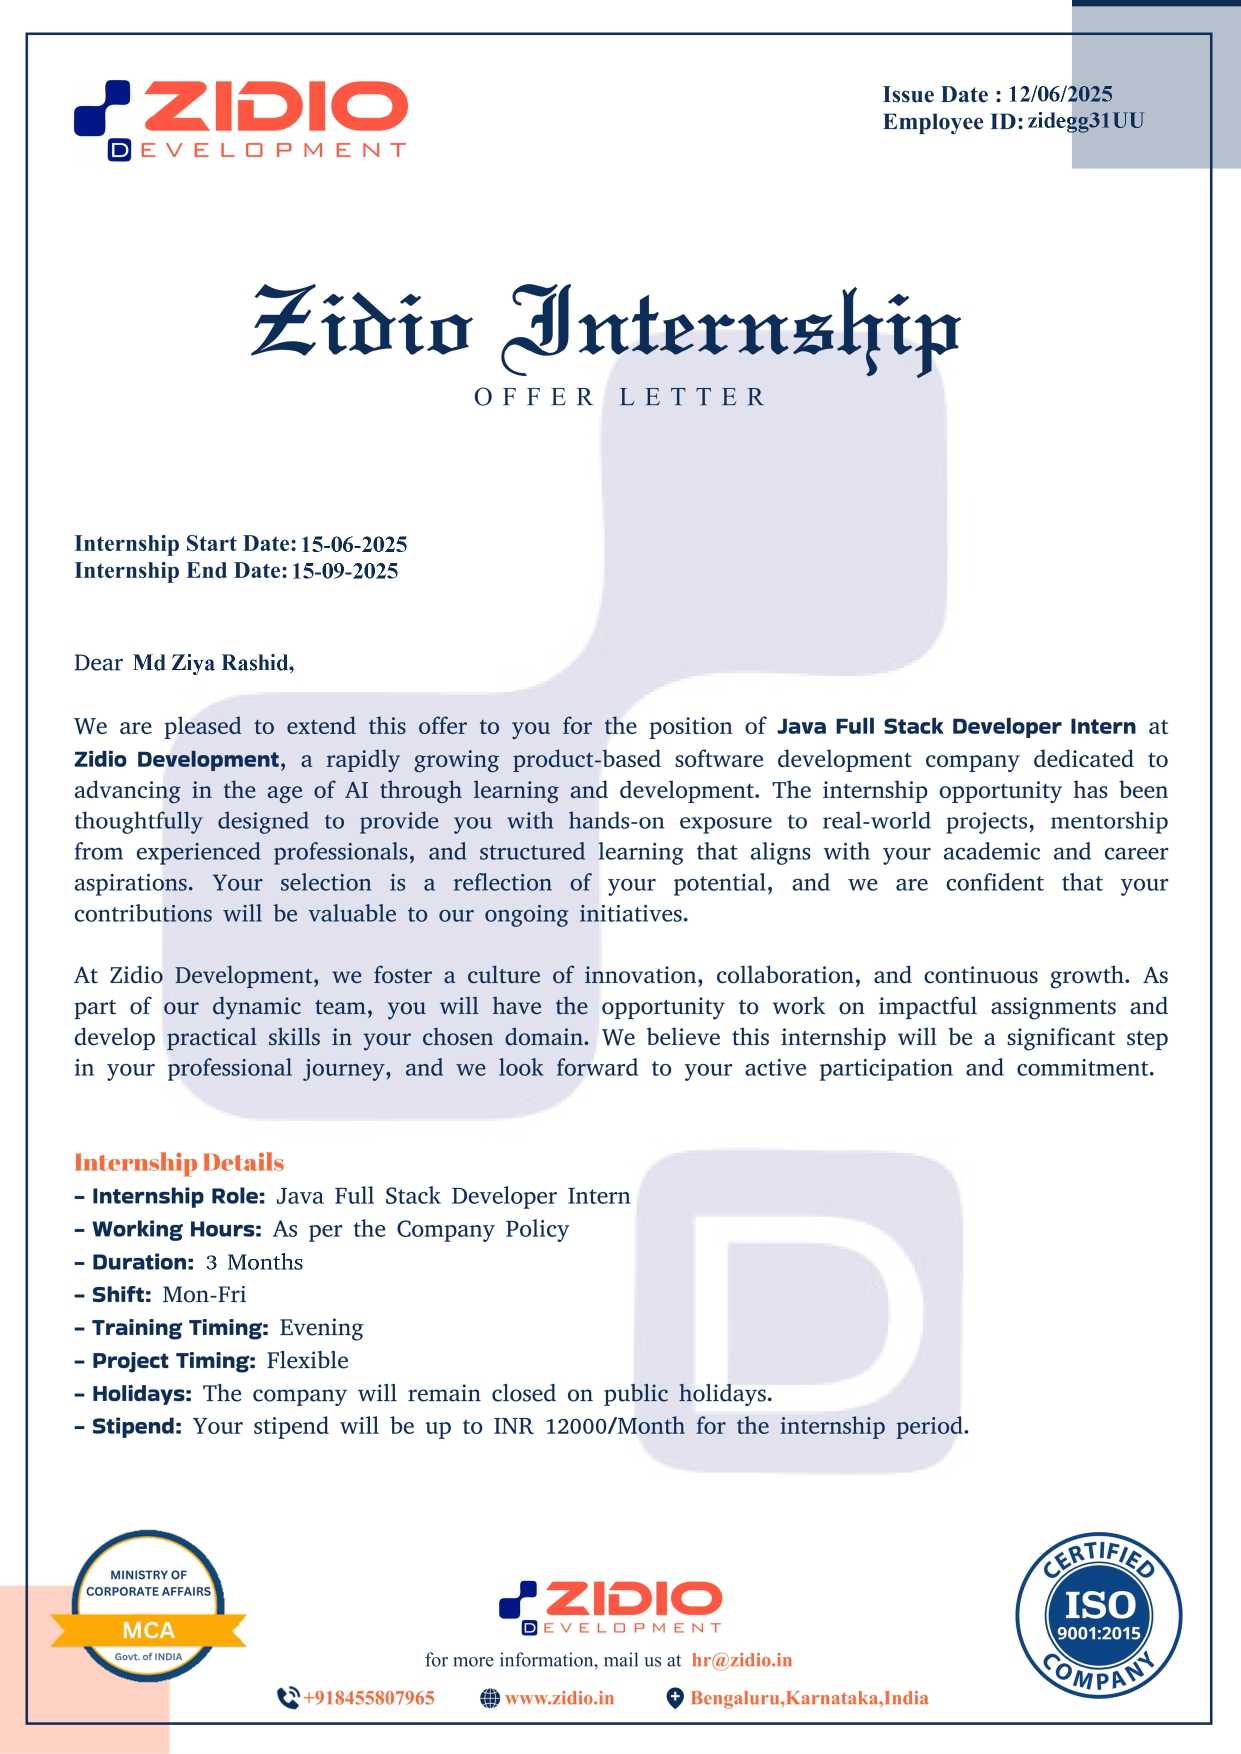 ZIDIO
DEVELOPMENT
Issue Date : 12/06/2025
Employee ID: zidegg31UU
Zidio Internship
OFFER LETTER
Internship Start Date: 15-06-2025
Internship End Date: 15-09-2025
Dear Md Ziya Rashid,
We are pleased to extend this offer to you for the position of Java Full Stack Developer Intern at
Zidio Development, a rapidly growing product-based software development company dedicated to
advancing in the age of AI through learning and development. The internship opportunity has been
thoughtfully designed to provide you with hands-on exposure to real-world projects, mentorship
from experienced professionals, and structured learning that aligns with your academic and career
aspirations. Your selection is a reflection of your potential, and we are confident that your
contributions will be valuable to our ongoing initiatives.
At Zidio Development, we foster a culture of innovation, collaboration, and continuous growth. As
part of our dynamic team, you will have the opportunity to work on impactful assignments and
develop practical skills in your chosen domain. We believe this internship will be a significant step
in your professional journey, and we look forward to your active participation and commitment.
Internship Details
- Internship Role: Java Full Stack Developer Intern
- Working Hours: As per the Company Policy
- Duration: 3 Months
- Shift: Mon-Fri
- Training Timing: Evening
- Project Timing: Flexible
- Holidays: The company will remain closed on public holidays.
- Stipend: Your stipend will be up to INR 12000/Month for the internship period.
MINISTRY OF
CORPORATE AFFAIRS
MCA
Govt. of INDIA
ZIDIO
DEVELOPMENT
for more information, mail us at hr@zidio.in
+918455807965 www.zidio.in Bengaluru,Karnataka,India
CERTIFIED
ISO
9001:2015
COMPANY